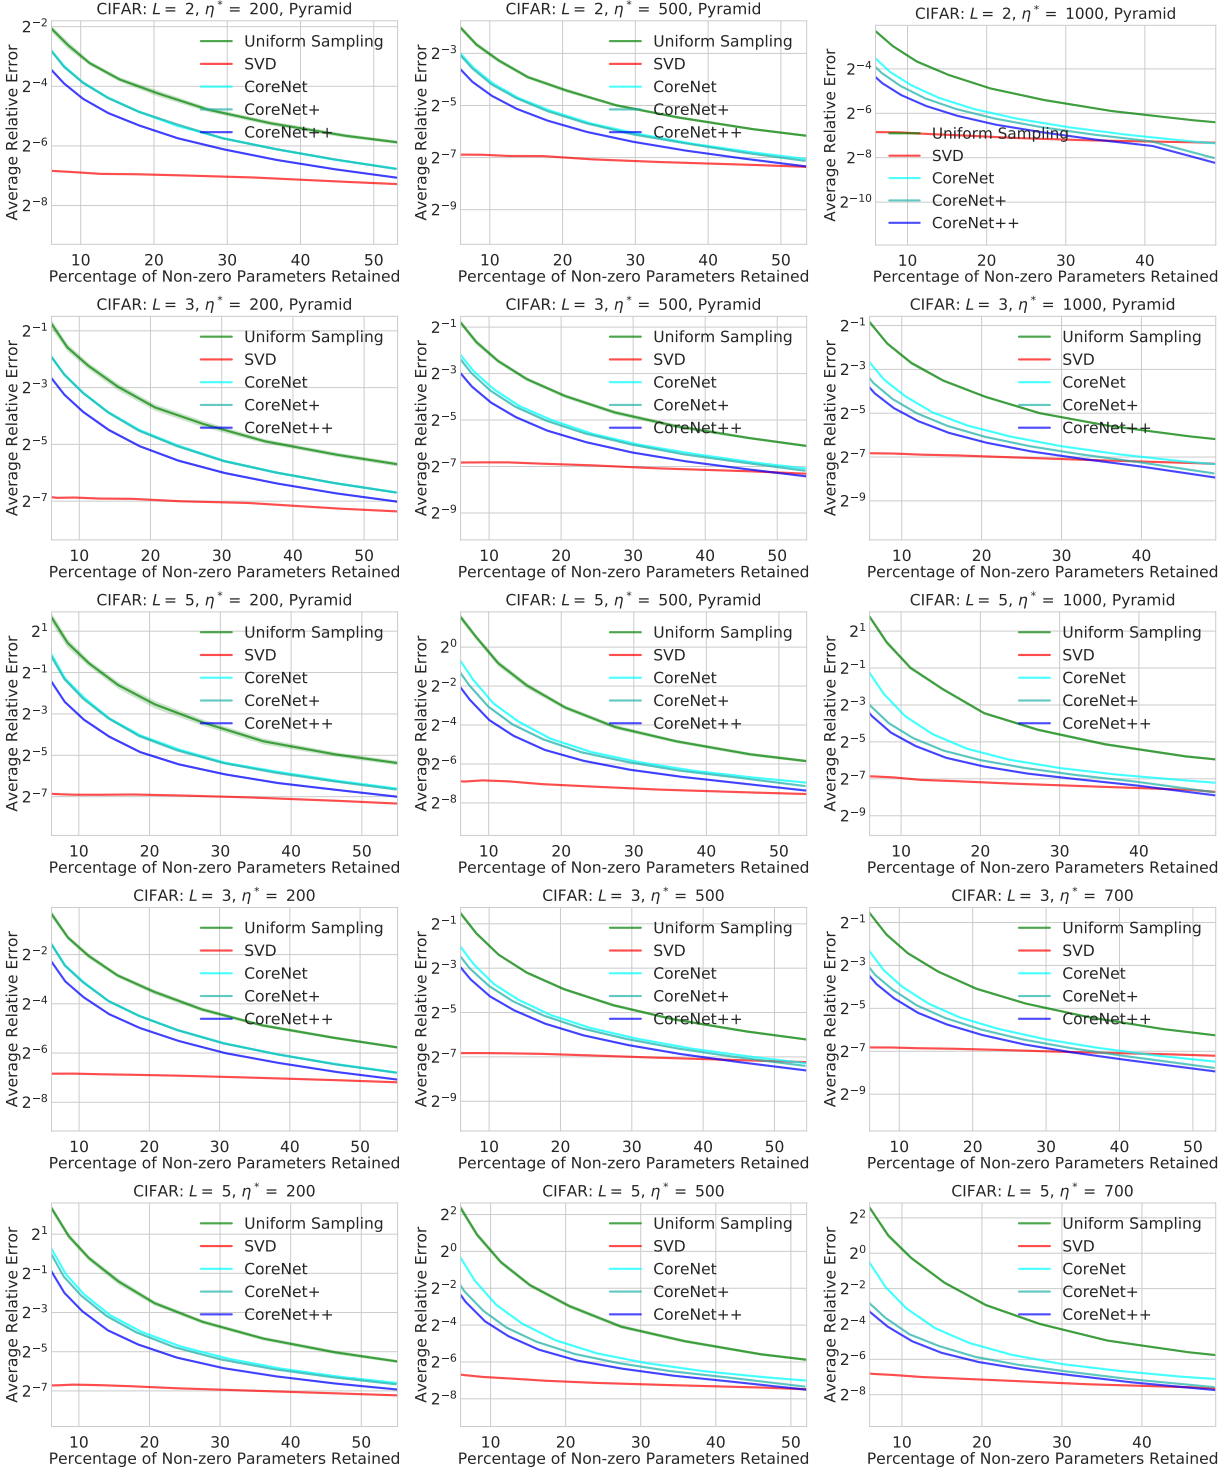 CIFAR: L = 2, η* = 200, Pyramid
Average Relative Error
2⁻²
2⁻⁴
2⁻⁶
2⁻⁸
Uniform Sampling
SVD
CoreNet
CoreNet+
CoreNet++
10 20 30 40 50
Percentage of Non-zero Parameters Retained
CIFAR: L = 2, η* = 500, Pyramid
Average Relative Error
2⁻³
2⁻⁵
2⁻⁷
2⁻⁹
Uniform Sampling
SVD
CoreNet
CoreNet+
CoreNet++
10 20 30 40 50
Percentage of Non-zero Parameters Retained
CIFAR: L = 2, η* = 1000, Pyramid
Average Relative Error
2⁻⁴
2⁻⁶
2⁻⁸
2⁻¹⁰
Uniform Sampling
SVD
CoreNet
CoreNet+
CoreNet++
10 20 30 40
Percentage of Non-zero Parameters Retained
CIFAR: L = 3, η* = 200, Pyramid
Average Relative Error
2⁻¹
2⁻³
2⁻⁵
2⁻⁷
Uniform Sampling
SVD
CoreNet
CoreNet+
CoreNet++
10 20 30 40 50
Percentage of Non-zero Parameters Retained
CIFAR: L = 3, η* = 500, Pyramid
Average Relative Error
2⁻¹
2⁻³
2⁻⁵
2⁻⁷
2⁻⁹
Uniform Sampling
SVD
CoreNet
CoreNet+
CoreNet++
10 20 30 40 50
Percentage of Non-zero Parameters Retained
CIFAR: L = 3, η* = 1000, Pyramid
Average Relative Error
2⁻¹
2⁻³
2⁻⁵
2⁻⁷
2⁻⁹
Uniform Sampling
SVD
CoreNet
CoreNet+
CoreNet++
10 20 30 40
Percentage of Non-zero Parameters Retained
CIFAR: L = 5, η* = 200, Pyramid
Average Relative Error
2¹
2⁻¹
2⁻³
2⁻⁵
2⁻⁷
Uniform Sampling
SVD
CoreNet
CoreNet+
CoreNet++
10 20 30 40 50
Percentage of Non-zero Parameters Retained
CIFAR: L = 5, η* = 500, Pyramid
Average Relative Error
2⁰
2⁻²
2⁻⁴
2⁻⁶
2⁻⁸
Uniform Sampling
SVD
CoreNet
CoreNet+
CoreNet++
10 20 30 40 50
Percentage of Non-zero Parameters Retained
CIFAR: L = 5, η* = 1000, Pyramid
Average Relative Error
2¹
2⁻¹
2⁻³
2⁻⁵
2⁻⁷
2⁻⁹
Uniform Sampling
SVD
CoreNet
CoreNet+
CoreNet++
10 20 30 40
Percentage of Non-zero Parameters Retained
CIFAR: L = 3, η* = 200
Average Relative Error
2⁻²
2⁻⁴
2⁻⁶
2⁻⁸
Uniform Sampling
SVD
CoreNet
CoreNet+
CoreNet++
10 20 30 40 50
Percentage of Non-zero Parameters Retained
CIFAR: L = 3, η* = 500
Average Relative Error
2⁻¹
2⁻³
2⁻⁵
2⁻⁷
2⁻⁹
Uniform Sampling
SVD
CoreNet
CoreNet+
CoreNet++
10 20 30 40 50
Percentage of Non-zero Parameters Retained
CIFAR: L = 3, η* = 700
Average Relative Error
2⁻¹
2⁻³
2⁻⁵
2⁻⁷
2⁻⁹
Uniform Sampling
SVD
CoreNet
CoreNet+
CoreNet++
10 20 30 40 50
Percentage of Non-zero Parameters Retained
CIFAR: L = 5, η* = 200
Average Relative Error
2¹
2⁻¹
2⁻³
2⁻⁵
2⁻⁷
Uniform Sampling
SVD
CoreNet
CoreNet+
CoreNet++
10 20 30 40 50
Percentage of Non-zero Parameters Retained
CIFAR: L = 5, η* = 500
Average Relative Error
2²
2⁰
2⁻²
2⁻⁴
2⁻⁶
2⁻⁸
Uniform Sampling
SVD
CoreNet
CoreNet+
CoreNet++
10 20 30 40 50
Percentage of Non-zero Parameters Retained
CIFAR: L = 5, η* = 700
Average Relative Error
2²
2⁰
2⁻²
2⁻⁴
2⁻⁶
2⁻⁸
Uniform Sampling
SVD
CoreNet
CoreNet+
CoreNet++
10 20 30 40
Percentage of Non-zero Parameters Retained